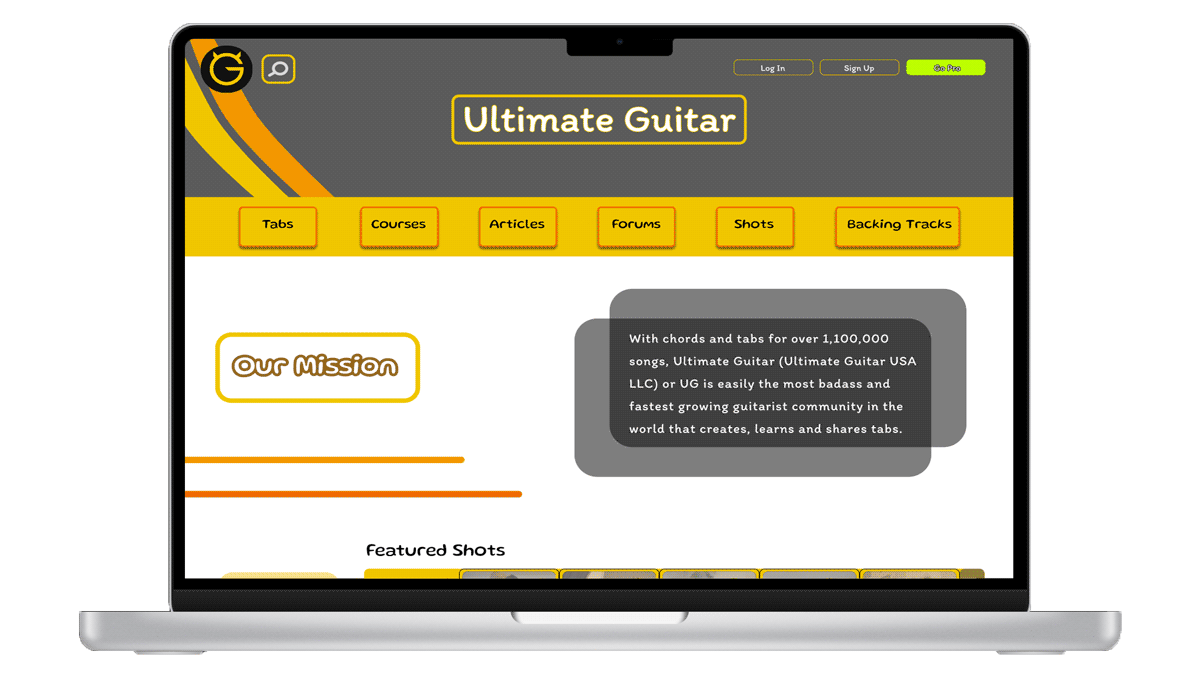 G
Log In
Sign Up
Go Pro
Ultimate Guitar
Tabs
Courses
Articles
Forums
Shots
Backing Tracks
Our Mission
With chords and tabs for over 1,100,000
songs, Ultimate Guitar (Ultimate Guitar USA
LLC) or UG is easily the most badass and
fastest growing guitarist community in the
world that creates, learns and shares tabs.
Featured Shots